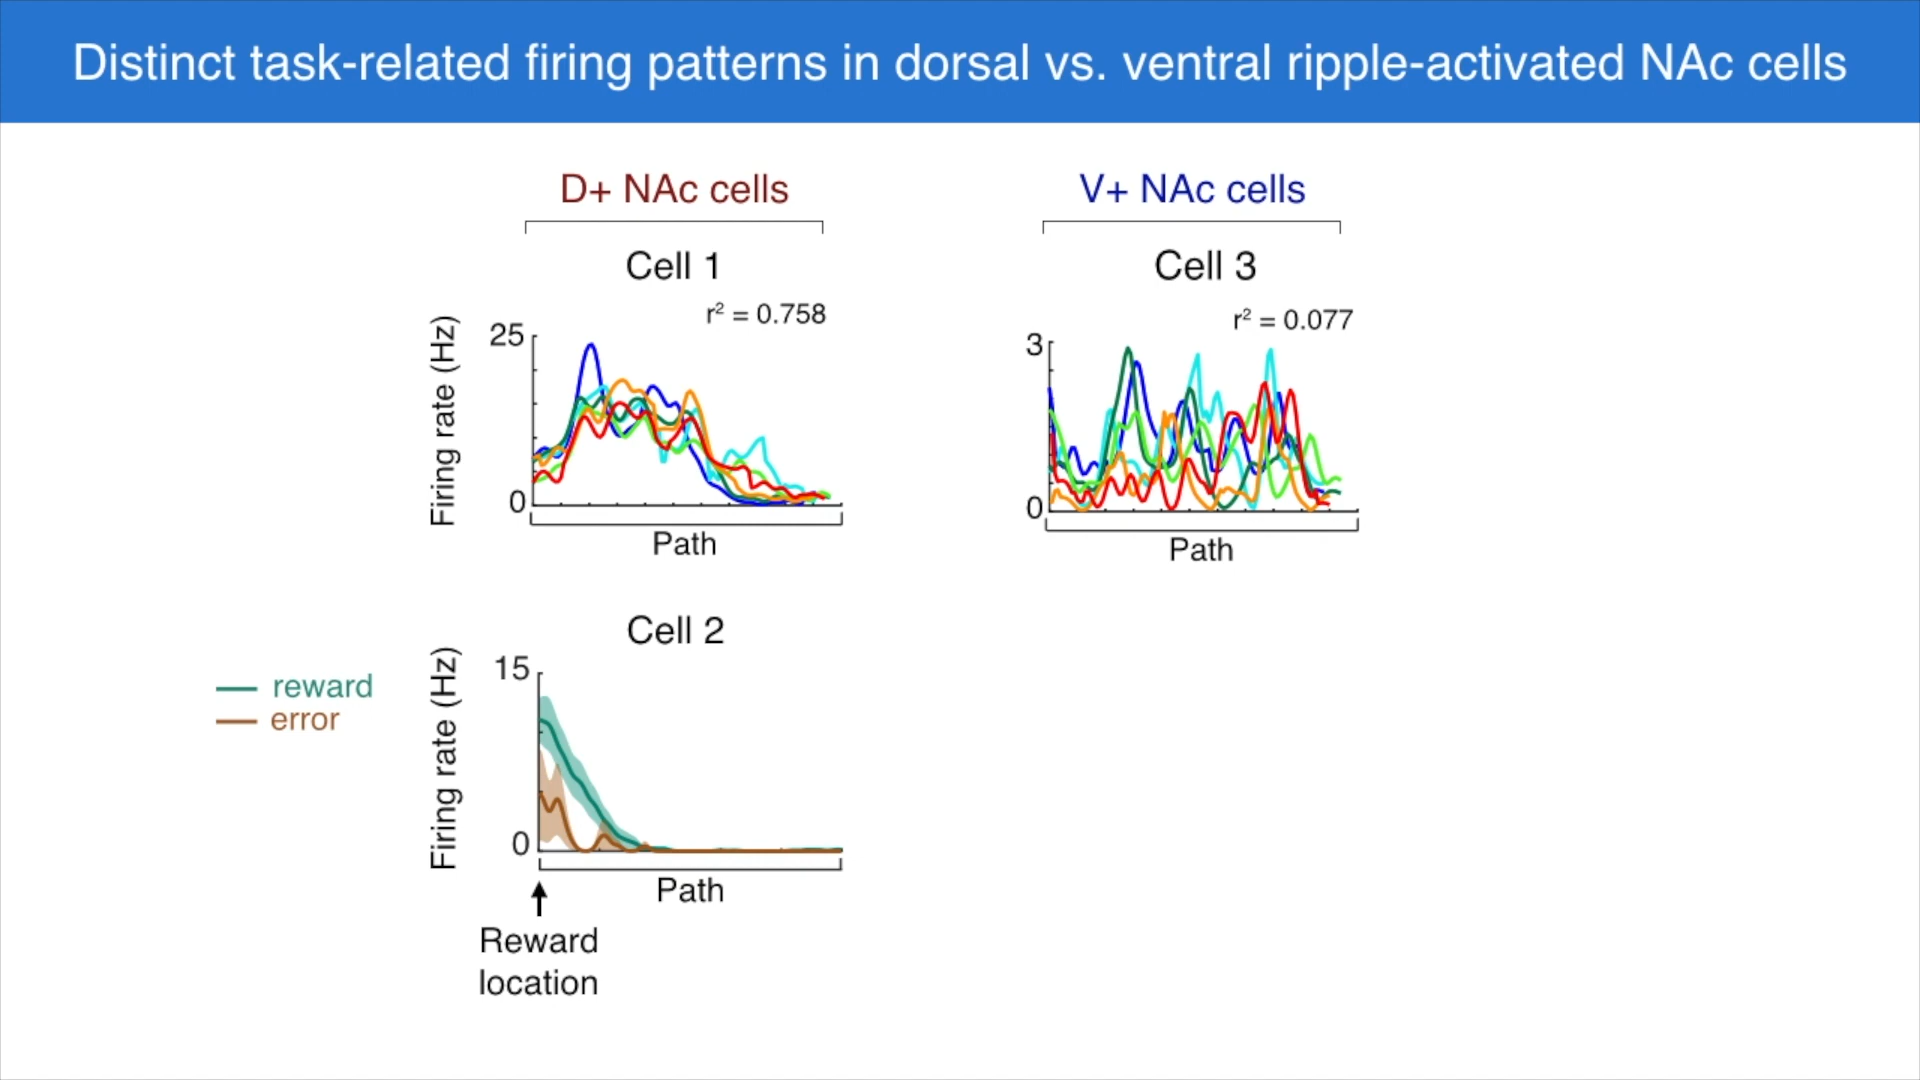 Distinct task-related firing patterns in dorsal vs. ventral ripple-activated NAc cells
D+ NAc cells
Cell 1
r² = 0.758
Firing rate (Hz)
25
0
Path
V+ NAc cells
Cell 3
r² = 0.077
3
0
Path
Cell 2
reward
error
Firing rate (Hz)
15
0
Path
Reward
location